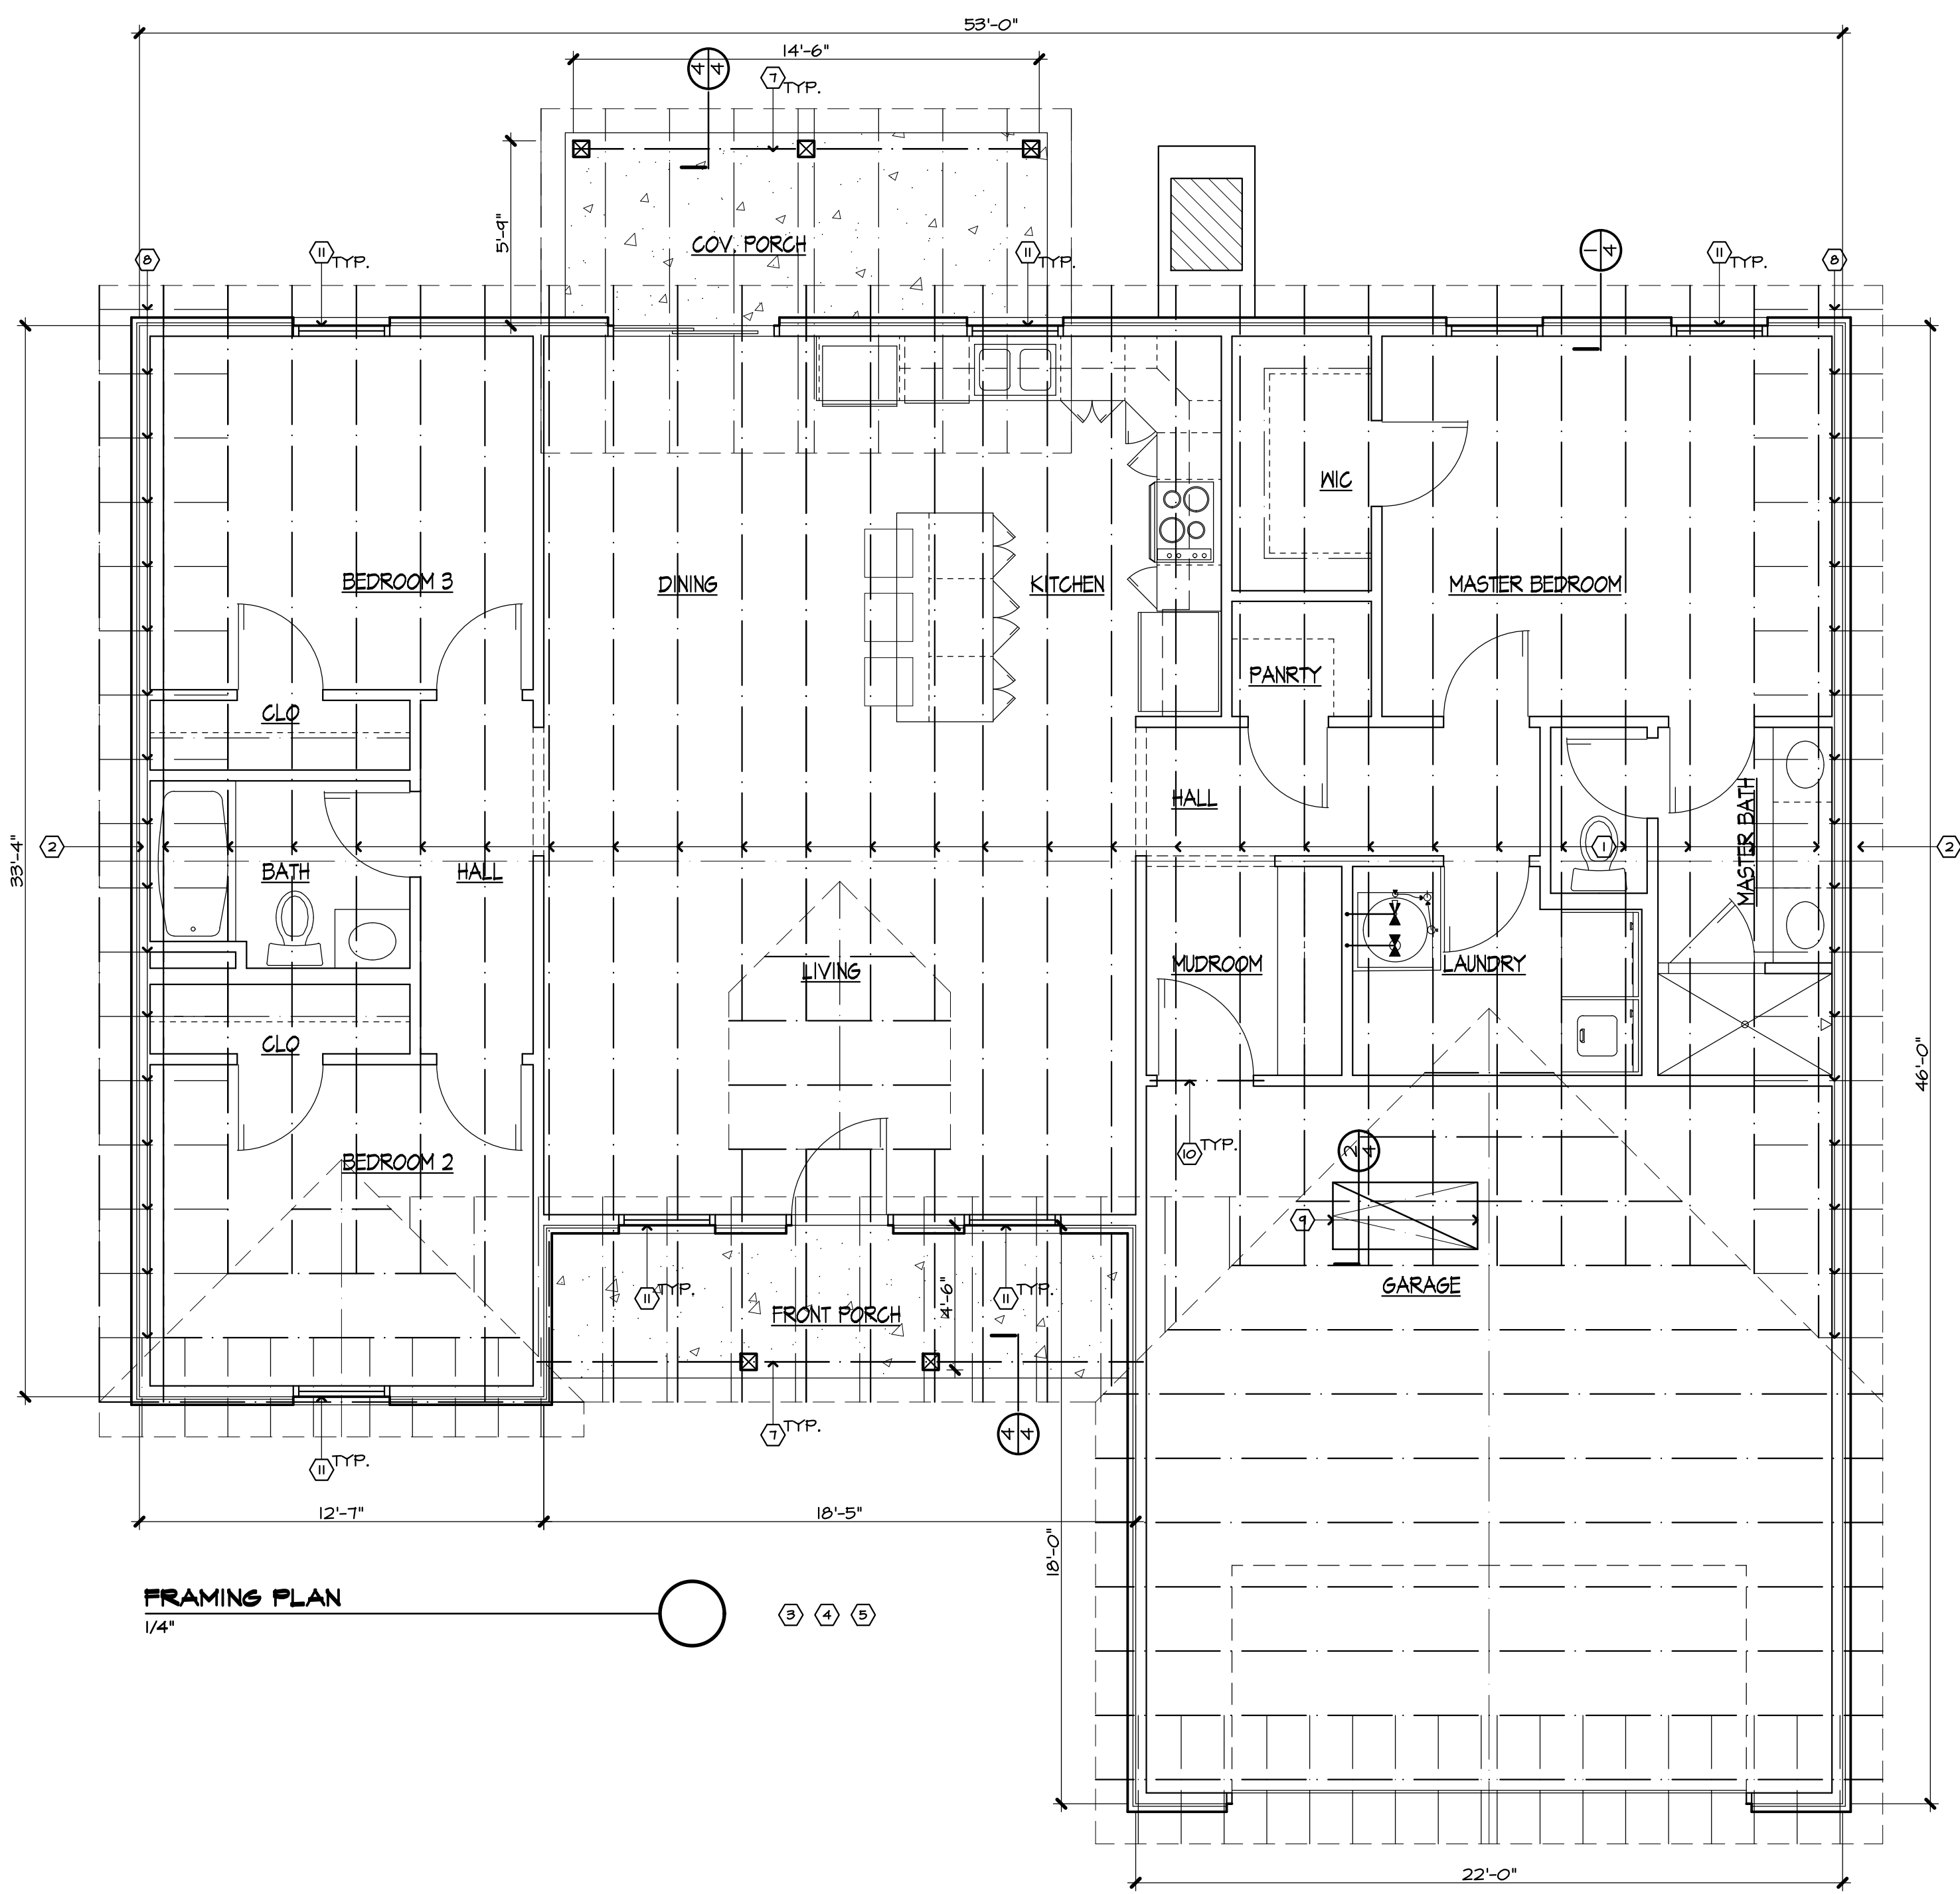 53'-0"
14'-6"
4
4
7
TYP.
5'-9"
COV. PORCH
8
11
TYP.
11
TYP.
1
4
11
TYP.
8
WIC
BEDROOM 3
DINING
KITCHEN
MASTER BEDROOM
PANRTY
CLO
HALL
MASTER BATH
33'-4"
2
1
2
BATH
HALL
LIVING
MUDROOM
LAUNDRY
CLO
46'-0"
BEDROOM 2
10
TYP.
2
4
9
GARAGE
11
TYP.
11
TYP.
4'-6"
FRONT PORCH
7
TYP.
4
4
11
TYP.
12'-7"
18'-5"
18'-0"
FRAMING PLAN
1/4"
3
4
5
22'-0"